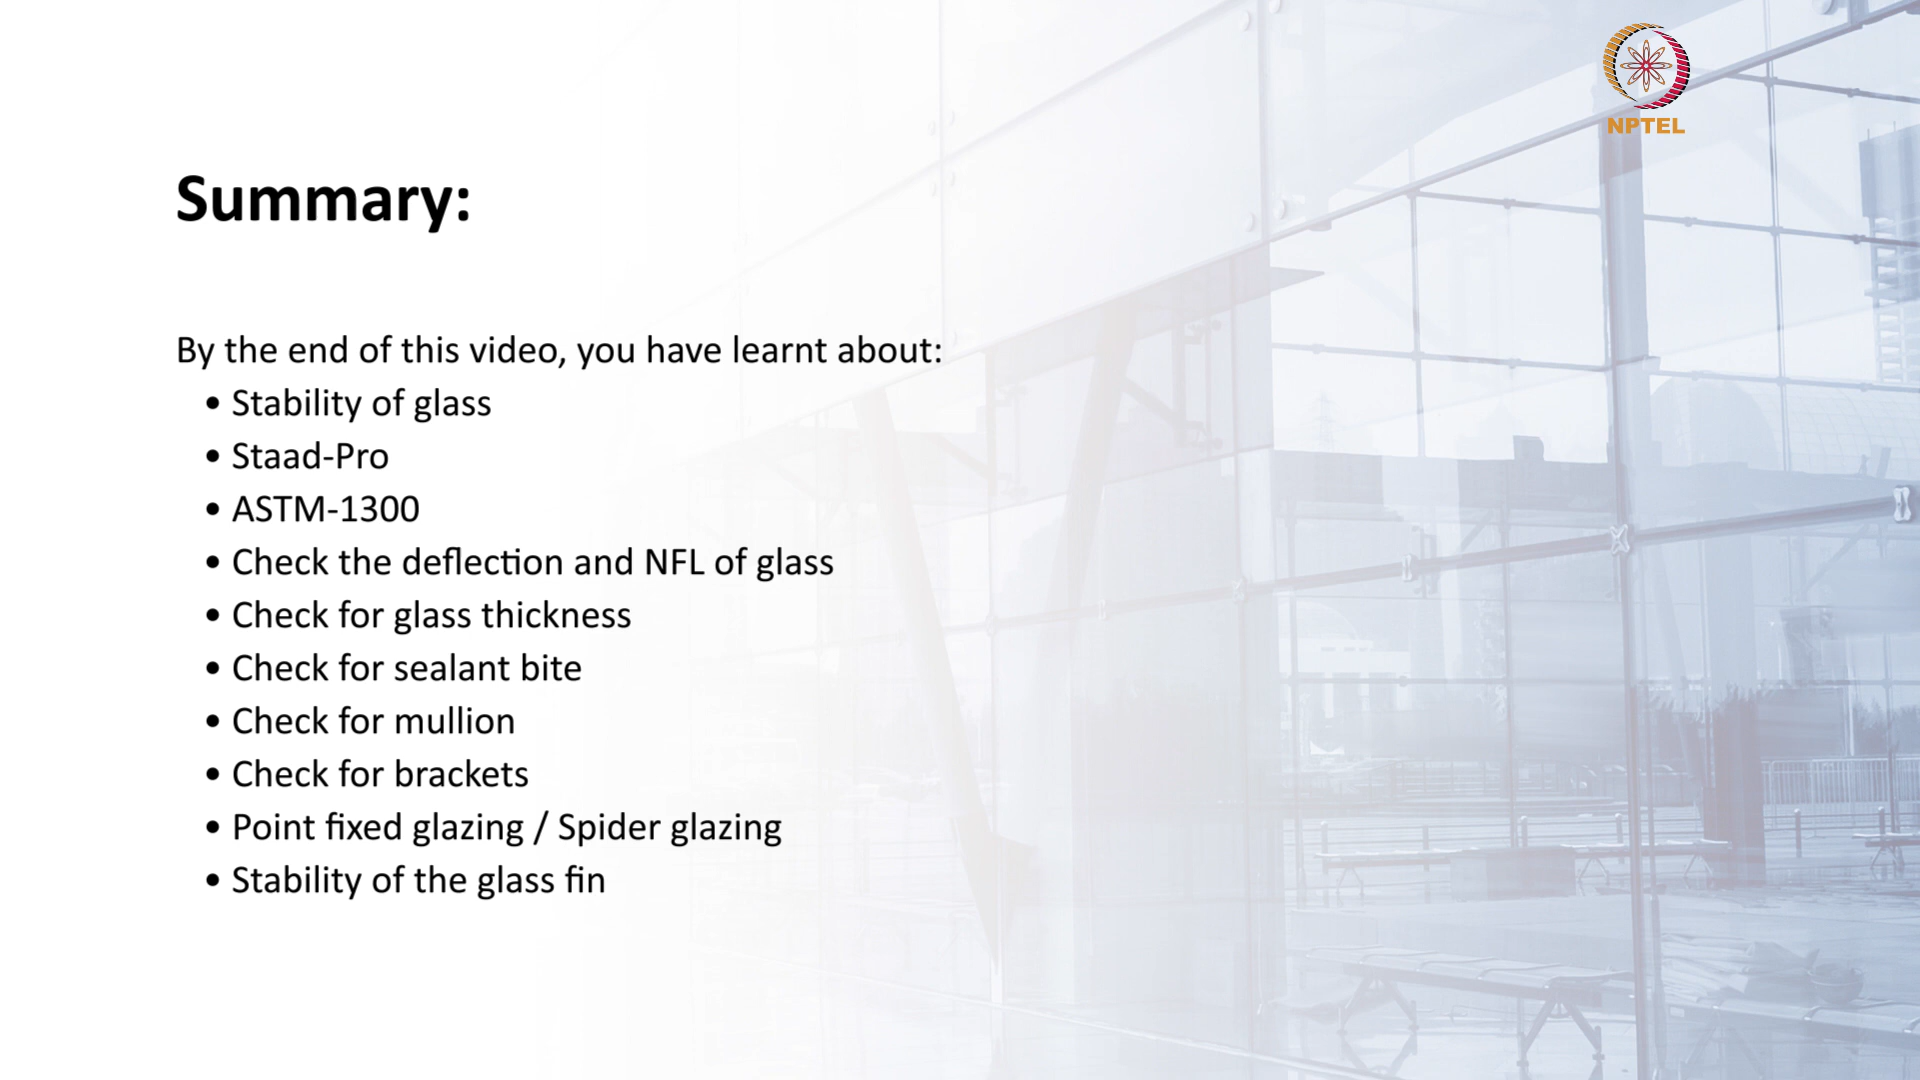 NPTEL
Summary:
By the end of this video, you have learnt about:
• Stability of glass
• Staad-Pro
• ASTM-1300
• Check the deflection and NFL of glass
• Check for glass thickness
• Check for sealant bite
• Check for mullion
• Check for brackets
• Point fixed glazing / Spider glazing
• Stability of the glass fin